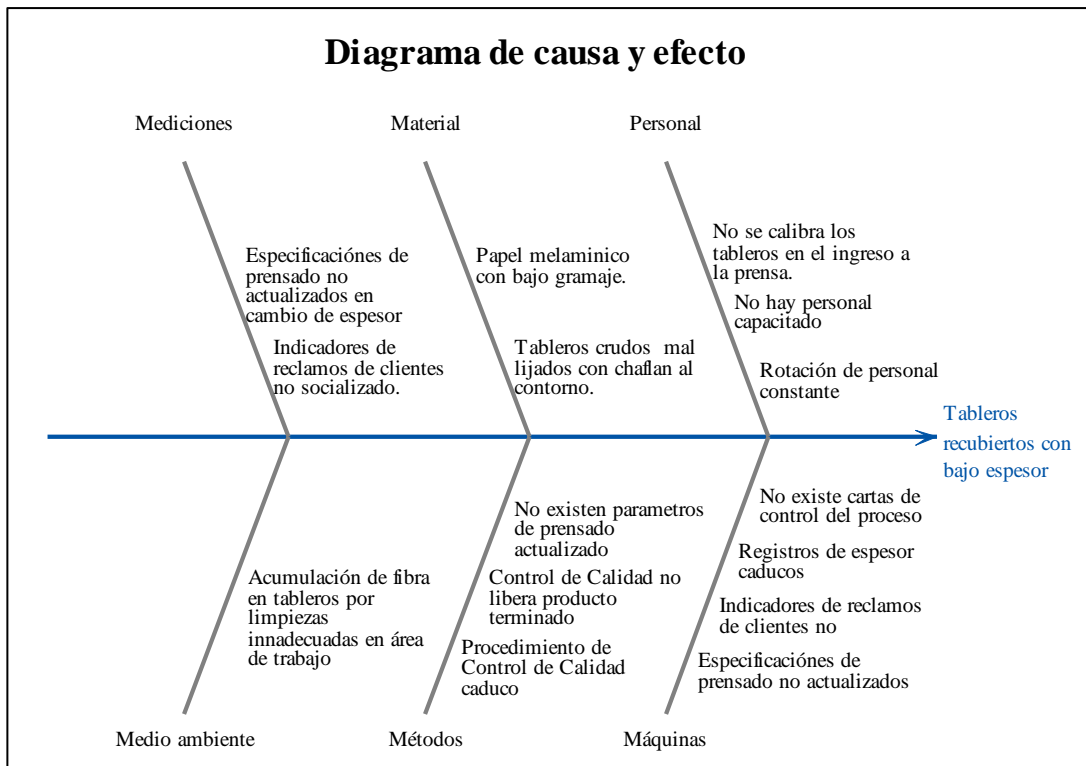 Diagrama de causa y efecto
Mediciones
Material
Personal
Especificaciónes de
prensado no
actualizados en
cambio de espesor
Indicadores de
reclamos de clientes
no socializado.
Papel melaminico
con bajo gramaje.
Tableros crudos mal
lijados con chaflan al
contorno.
No se calibra los
tableros en el ingreso a
la prensa.
No hay personal
capacitado
Rotación de personal
constante
Tableros
recubiertos con
bajo espesor
Acumulación de fibra
en tableros por
limpiezas
innadecuadas en área
de trabajo
No existen parametros
de prensado
actualizado
Control de Calidad no
libera producto
terminado
Procedimiento de
Control de Calidad
caduco
No existe cartas de
control del proceso
Registros de espesor
caducos
Indicadores de reclamos
de clientes no
Especificaciónes de
prensado no actualizados
Medio ambiente
Métodos
Máquinas